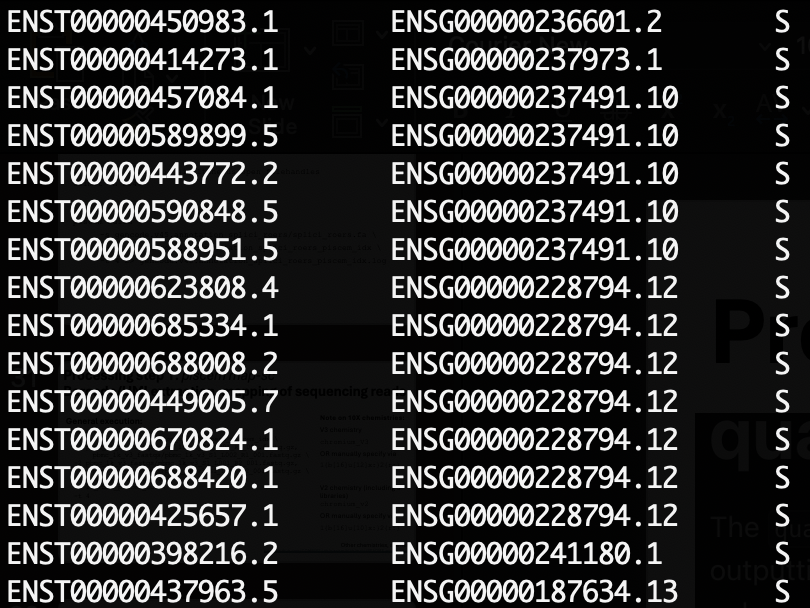 ENST00000450983.1 ENSG00000236601.2 S
ENST00000414273.1 ENSG00000237973.1 S
ENST00000457084.1 ENSG00000237491.10 S
ENST00000589899.5 ENSG00000237491.10 S
ENST00000443772.2 ENSG00000237491.10 S
ENST00000590848.5 ENSG00000237491.10 S
ENST00000588951.5 ENSG00000237491.10 S
ENST00000623808.4 ENSG00000228794.12 S
ENST00000685334.1 ENSG00000228794.12 S
ENST00000688008.2 ENSG00000228794.12 S
ENST00000449005.7 ENSG00000228794.12 S
ENST00000670824.1 ENSG00000228794.12 S
ENST00000688420.1 ENSG00000228794.12 S
ENST00000425657.1 ENSG00000228794.12 S
ENST00000398216.2 ENSG00000241180.1 S
ENST00000437963.5 ENSG00000187634.13 S